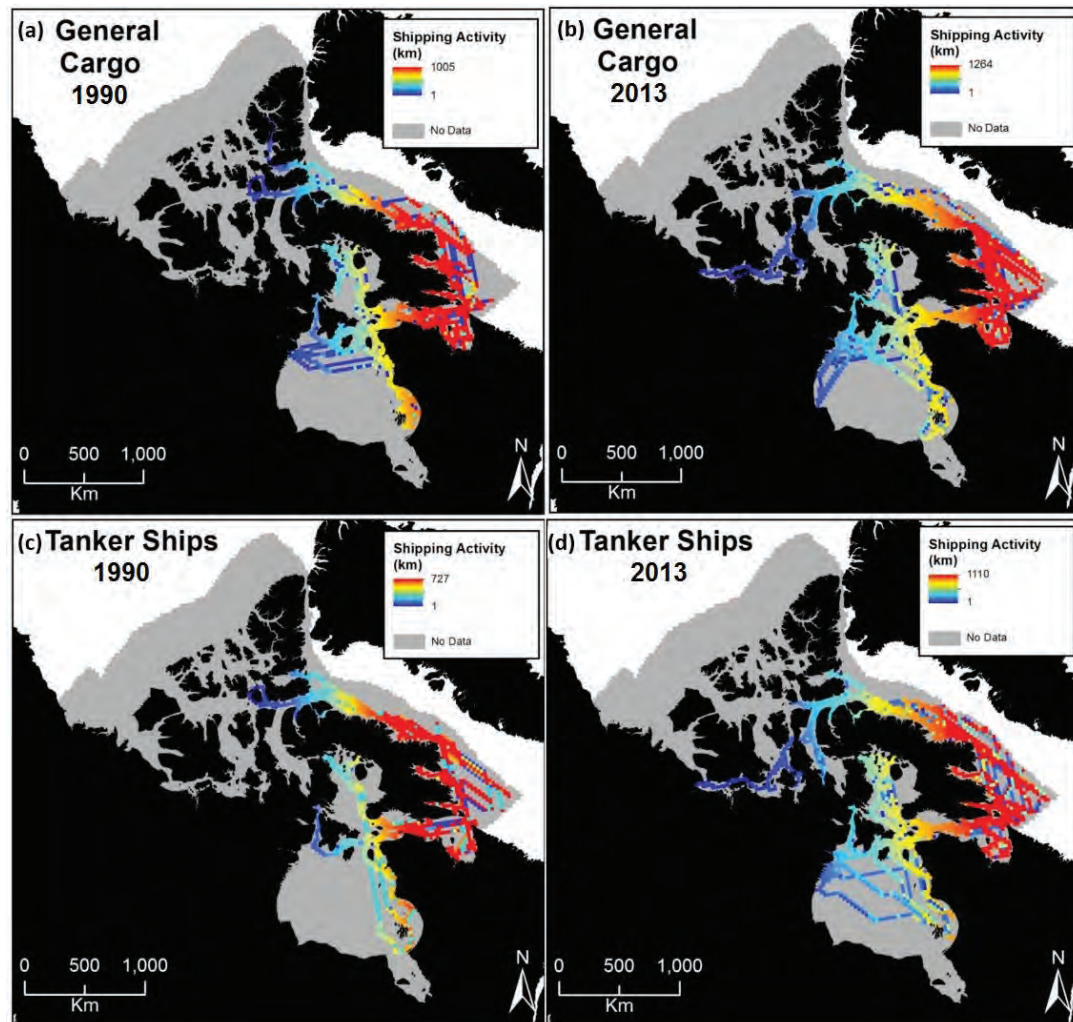 (a) General
Cargo
1990
Shipping Activity
(km)
1005
1
No Data
0 500 1,000
Km
N
(b) General
Cargo
2013
Shipping Activity
(km)
1264
1
No Data
0 500 1,000
Km
N
(c) Tanker Ships
1990
Shipping Activity
(km)
727
1
No Data
0 500 1,000
Km
N
(d) Tanker Ships
2013
Shipping Activity
(km)
1110
1
No Data
0 500 1,000
Km
N